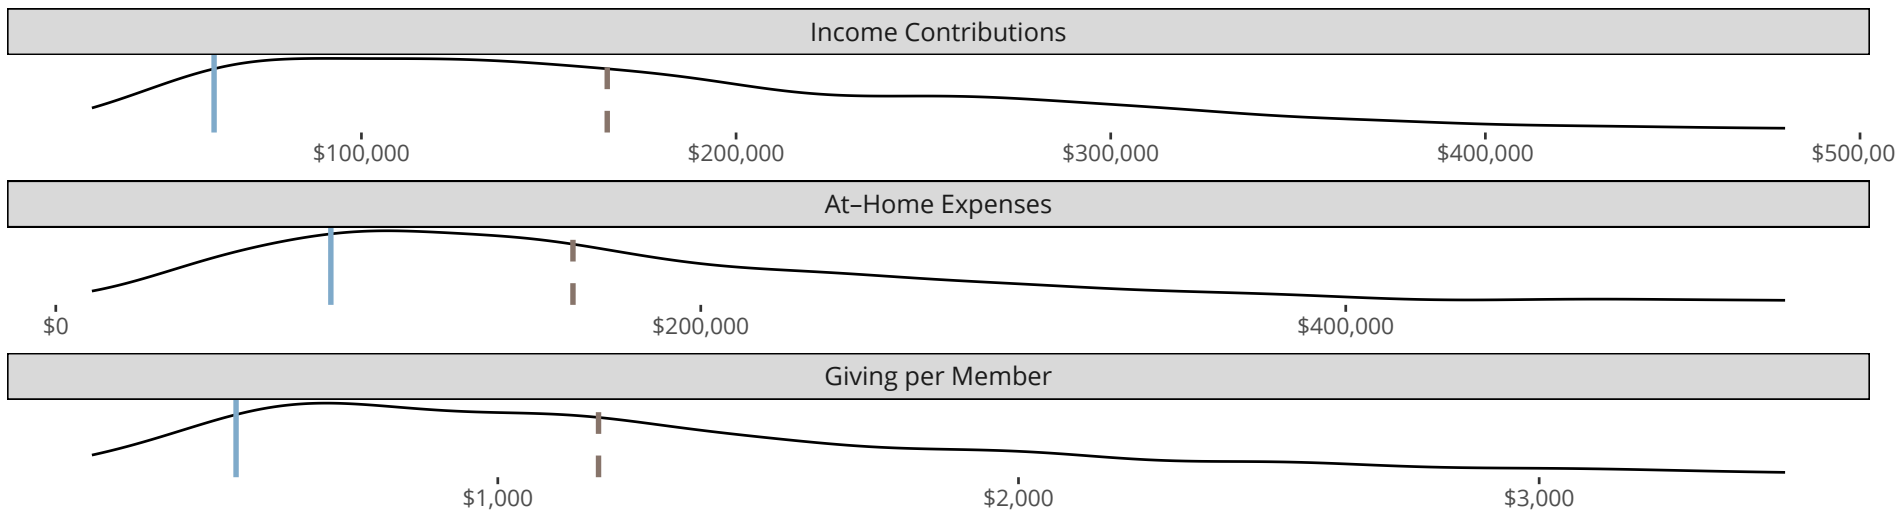 Income Contributions
$100,000 $200,000 $300,000 $400,000 $500,00
At–Home Expenses
$0 $200,000 $400,000
Giving per Member
$1,000 $2,000 $3,000